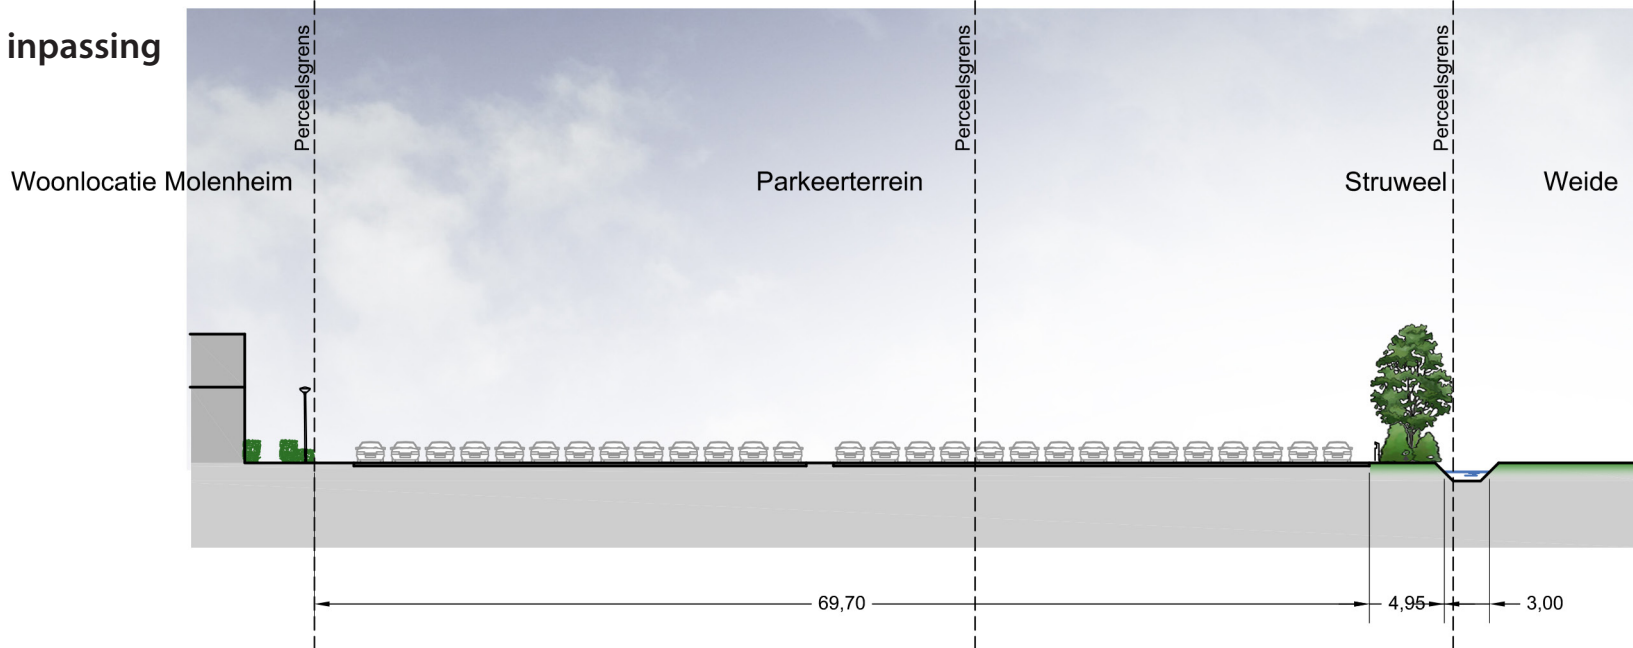 inpassing
Perceelsgrens
Perceelsgrens
Perceelsgrens
Woonlocatie Molenheim
Parkeerterrein
Struweel
Weide
69,70
4,95
3,00